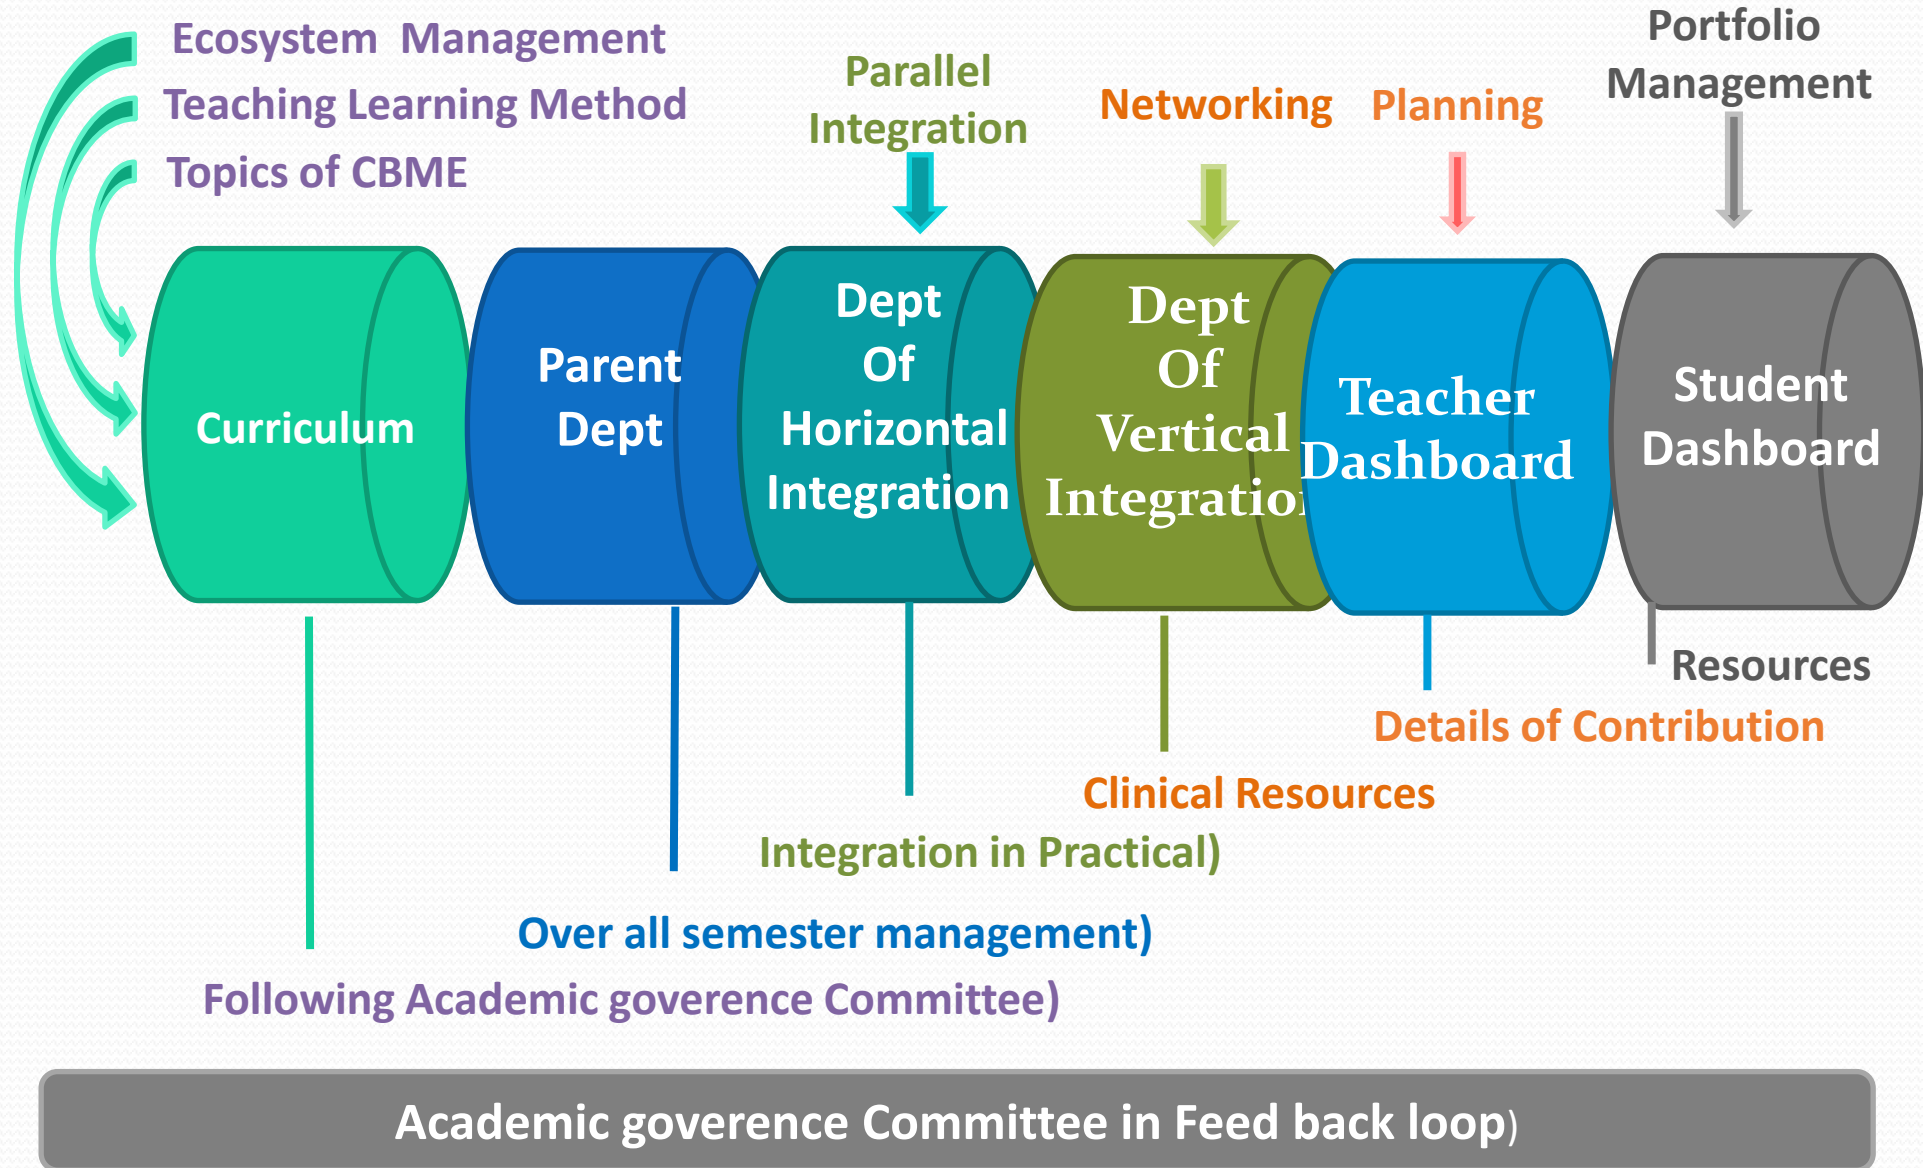 Ecosystem  Management
Teaching Learning Method
Topics of CBME
Parallel
Integration
Networking
Planning
Portfolio
Management
Curriculum
Parent
Dept
Dept
Of
Horizontal
Integration
Dept
Of
Vertical
Integratio
Teacher
Dashboard
Student
Dashboard
Resources
Details of Contribution
Clinical Resources
Integration in Practical)
Over all semester management)
Following Academic goverence Committee)
Academic goverence Committee in Feed back loop)